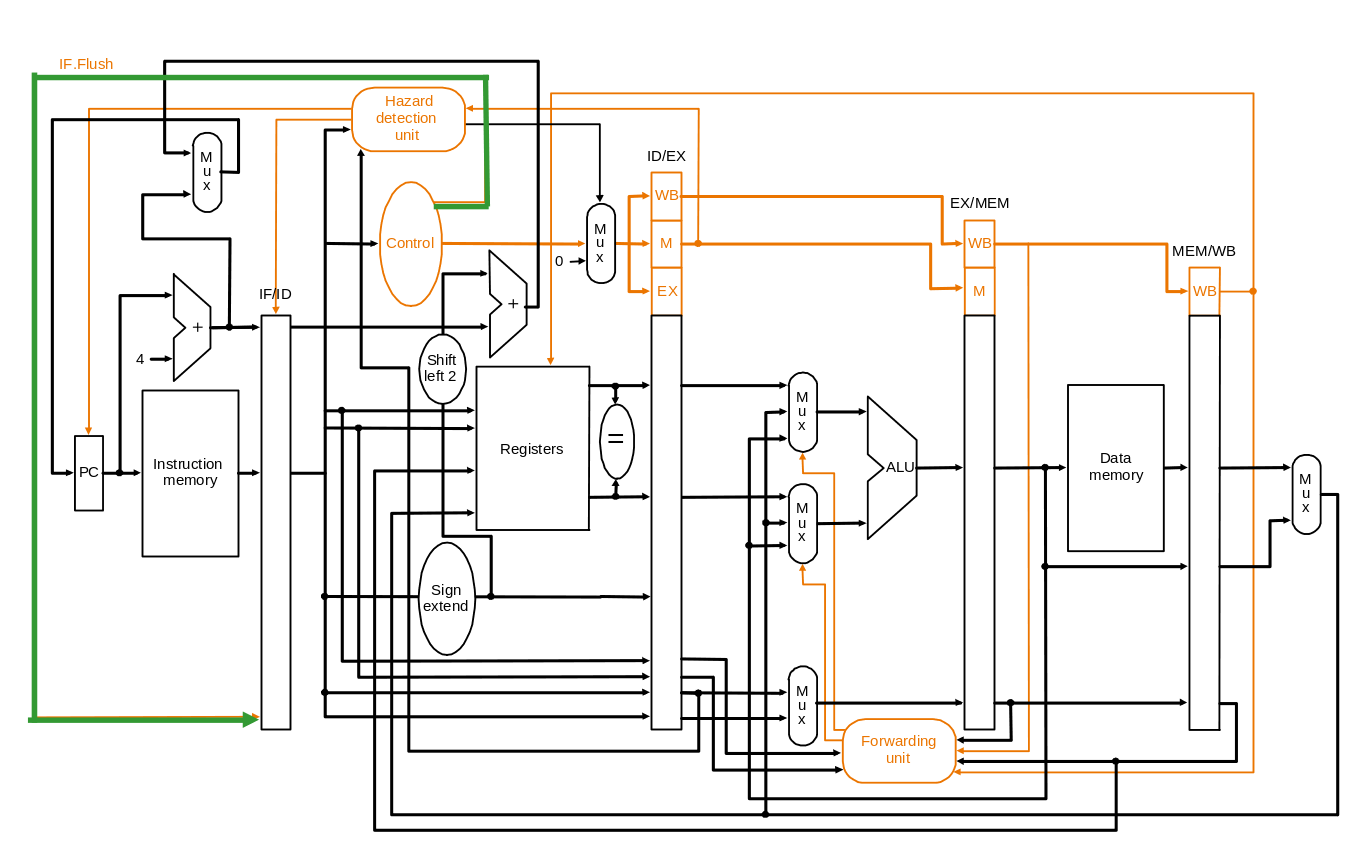 IF.Flush
Hazard
detection
unit
M
u
x
ID/EX
WB
EX/MEM
Control
M
u
x
M
WB
MEM/WB
0
EX
M
WB
IF/ID
+
+
4
Shift
left 2
M
u
x
Registers
=
PC
Instruction
memory
ALU
Data
memory
M
u
x
M
u
x
Sign
extend
M
u
x
Forwarding
unit